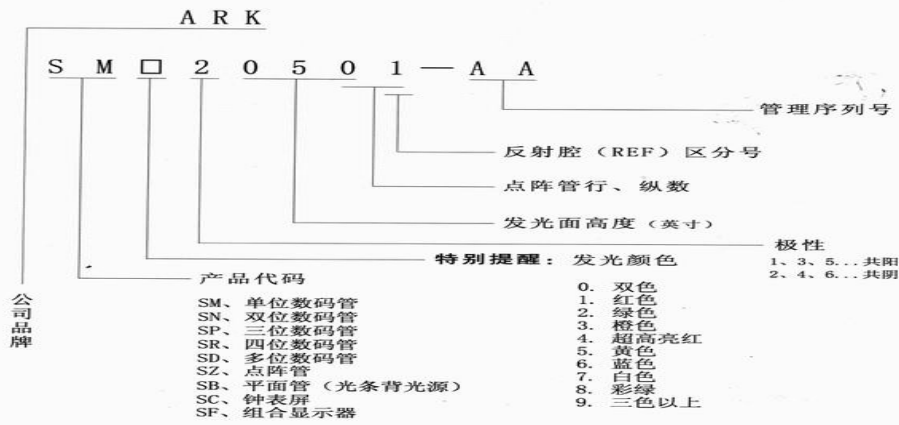 ARK
SM□20501—AA
管理序列号
反射腔（REF）区分号
点阵管行、纵数
发光面高度（英寸）
极性
1、3、5...共阳
2、4、6...共阴
特别提醒：发光颜色
0. 双色
1. 红色
2. 绿色
3. 橙色
4. 超高亮红
5. 黄色
6. 蓝色
7. 白色
8. 彩绿
9. 三色以上
产品代码
SM、单位数码管
SN、双位数码管
SP、三位数码管
SR、四位数码管
SD、多位数码管
SZ、点阵管
SB、平面管（光条背光源）
SC、钟表屏
SF、组合显示器
公司品牌